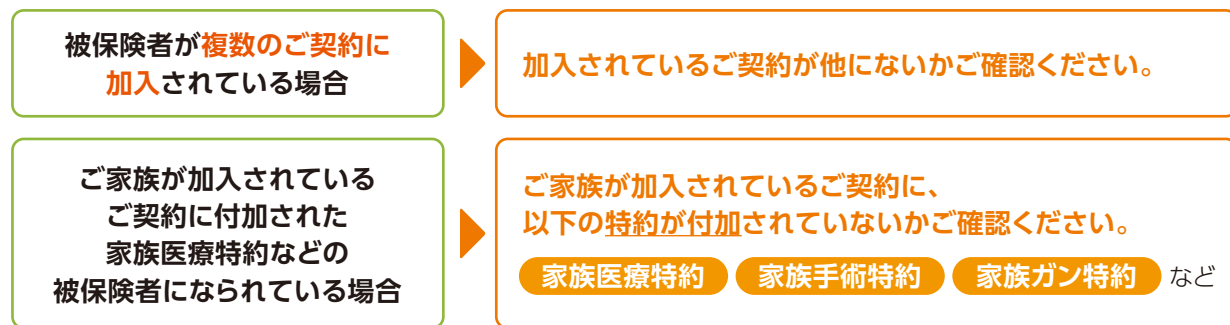 被保険者が複数のご契約に
加入されている場合
加入されているご契約が他にないかご確認ください。
ご家族が加入されている
ご契約に付加された
家族医療特約などの
被保険者になられている場合
ご家族が加入されているご契約に、
以下の特約が付加されていないかご確認ください。
家族医療特約 家族手術特約 家族ガン特約 など